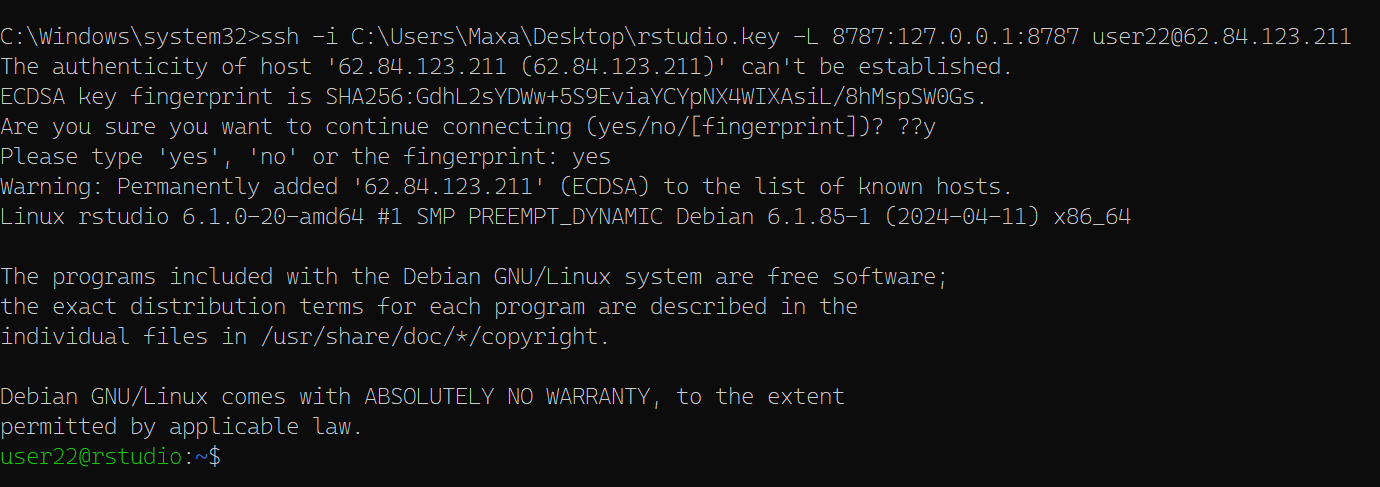 C:\Windows\system32>ssh -i C:\Users\Maxa\Desktop\rstudio.key -L 8787:127.0.0.1:8787 user22@62.84.123.211
The authenticity of host '62.84.123.211 (62.84.123.211)' can't be established.
ECDSA key fingerprint is SHA256:GdhL2sYDWw+5S9EviaYCYpNX4WIXAsiL/8hMspSW0Gs.
Are you sure you want to continue connecting (yes/no/[fingerprint])? ??y
Please type 'yes', 'no' or the fingerprint: yes
Warning: Permanently added '62.84.123.211' (ECDSA) to the list of known hosts.
Linux rstudio 6.1.0-20-amd64 #1 SMP PREEMPT_DYNAMIC Debian 6.1.85-1 (2024-04-11) x86_64
The programs included with the Debian GNU/Linux system are free software;
the exact distribution terms for each program are described in the
individual files in /usr/share/doc/*/copyright.
Debian GNU/Linux comes with ABSOLUTELY NO WARRANTY, to the extent
permitted by applicable law.
user22@rstudio:~$